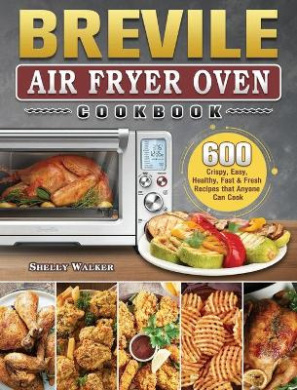 BREVILE
AIR FRYER OVEN
COOKBOOK
600
Crispy, Easy,
Healthy, Fast & Fresh
Recipes that Anyone
Can Cook
Shelly Walker